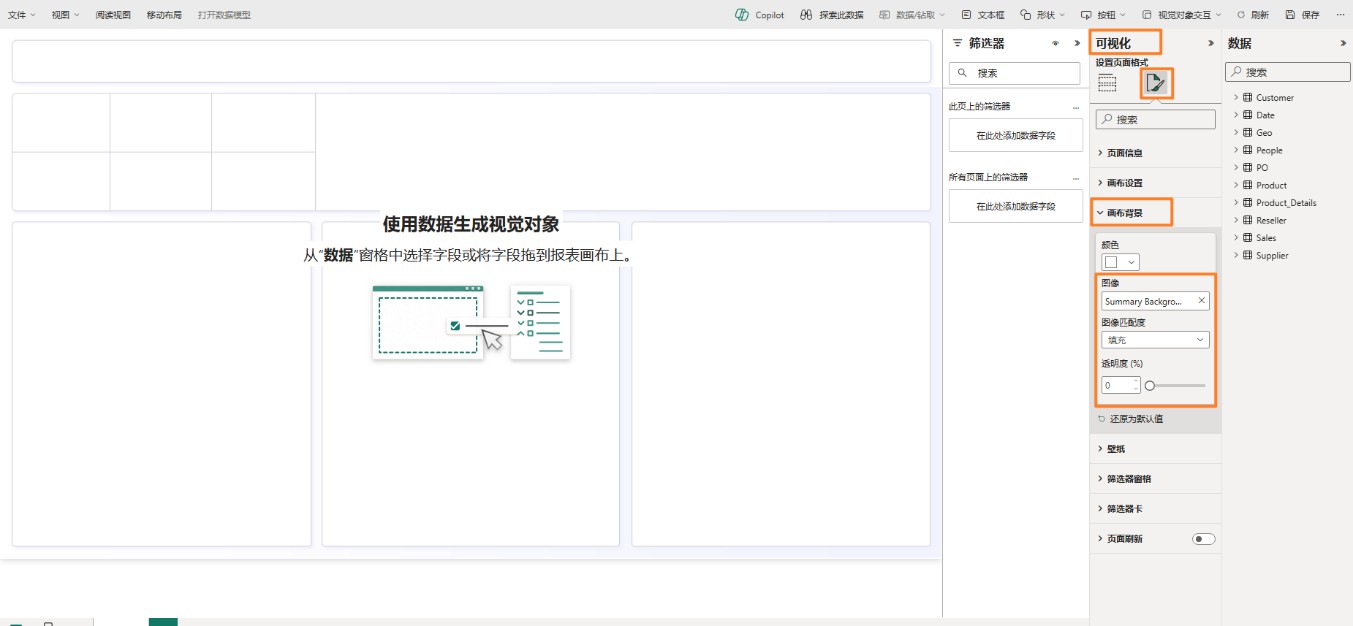 文件 视图 阅读视图 移动布局 打开数据模型 Copilot 探索此数据 数据/钻取 文本框 形状 按钮 视觉对象交互 刷新 保存 ...
筛选器
搜索
此页上的筛选器 ...
在此处添加数据字段
所有页面上的筛选器 ...
在此处添加数据字段
使用数据生成视觉对象
从"数据"窗格中选择字段或将字段拖到报表画布上。
可视化
设置页面格式
搜索
页面信息
画布设置
画布背景
颜色
图像
Summary Backgro...
图像匹配度
填充
透明度 (%)
0
还原为默认值
壁纸
筛选器窗格
筛选器卡
页面刷新
数据
搜索
Customer
Date
Geo
People
PO
Product
Product_Details
Reseller
Sales
Supplier